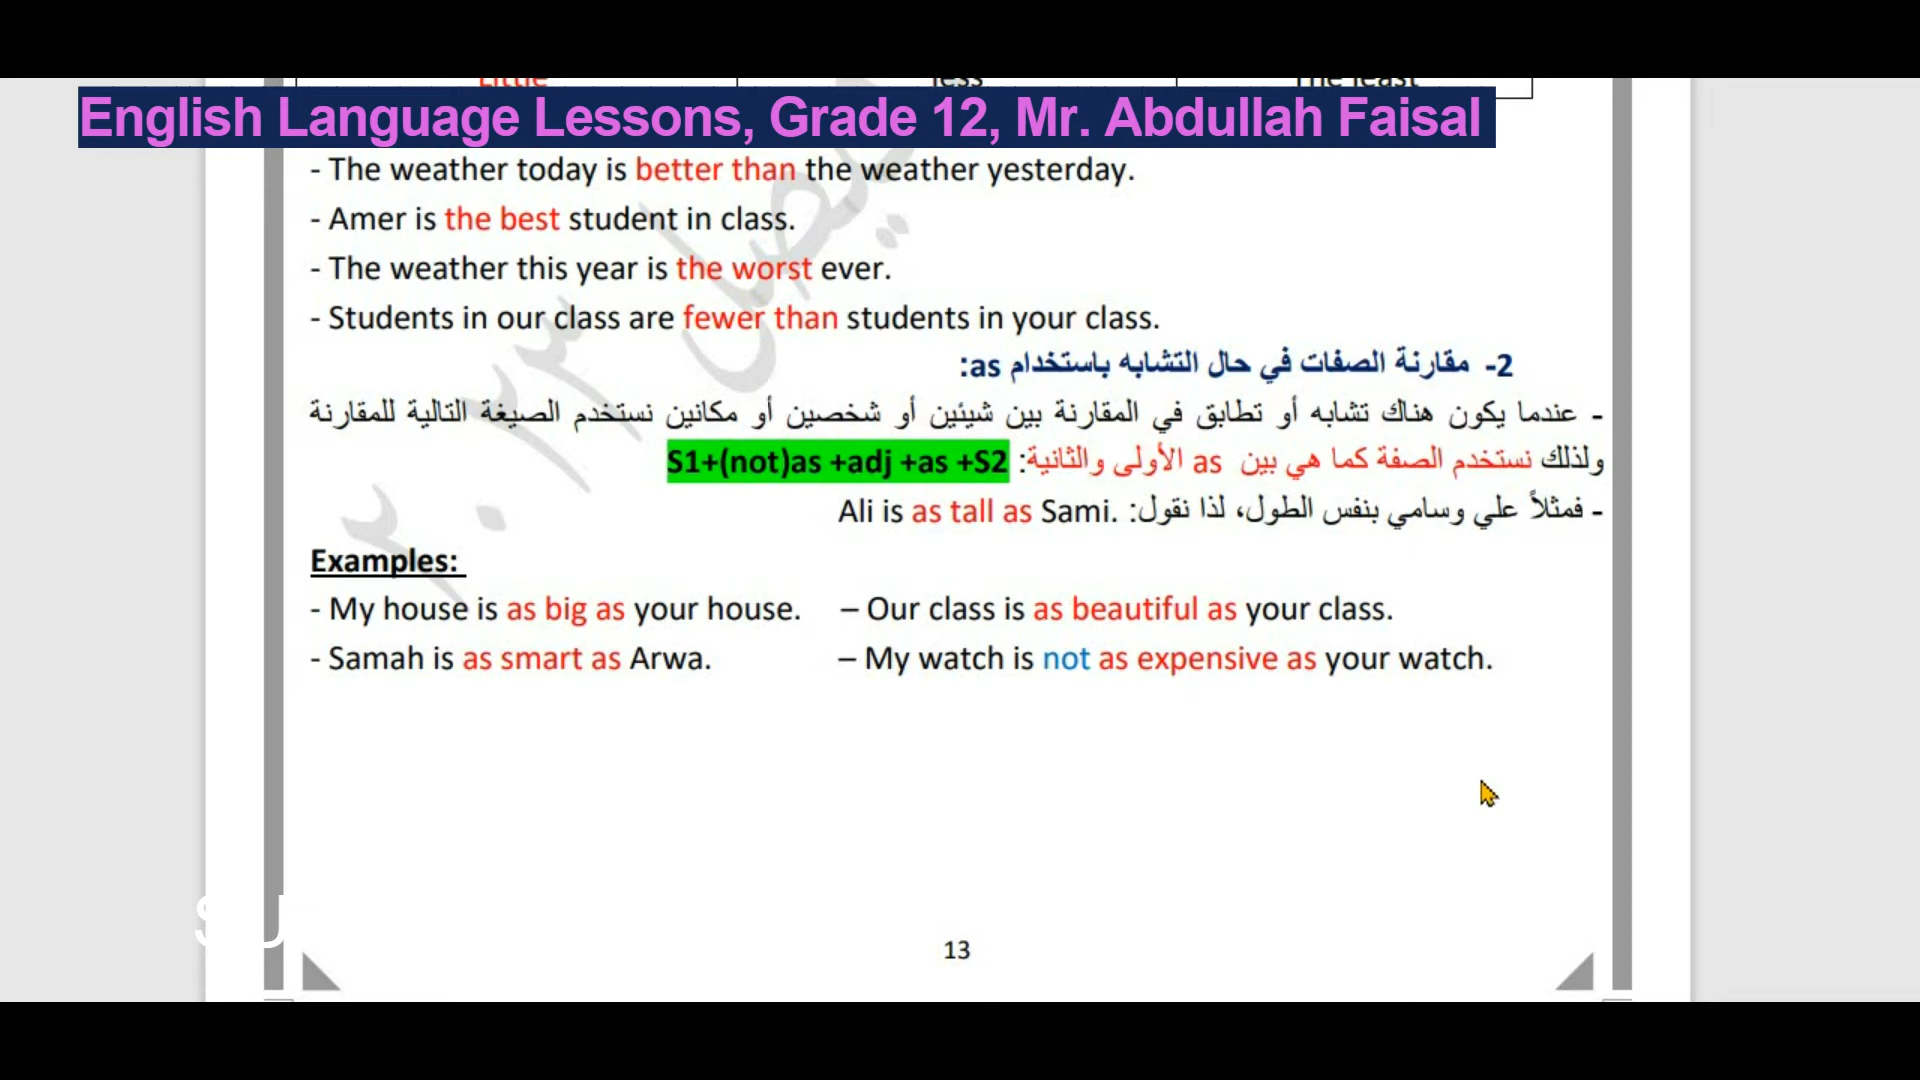 Little less The least
English Language Lessons, Grade 12, Mr. Abdullah Faisal
- The weather today is better than the weather yesterday.
- Amer is the best student in class.
- The weather this year is the worst ever.
- Students in our class are fewer than students in your class.
2- مقارنة الصفات في حال التشابه باستخدام as:
- عندما يكون هناك تشابه أو تطابق في المقارنة بين شيئين أو شخصين أو مكانين نستخدم الصيغة التالية للمقارنة
ولذلك نستخدم الصفة كما هي بين as الأولى والثانية: S1+(not)as +adj +as +S2
- فمثلاً علي وسامي بنفس الطول، لذا نقول: Ali is as tall as Sami.
Examples:
- My house is as big as your house. – Our class is as beautiful as your class.
- Samah is as smart as Arwa. – My watch is not as expensive as your watch.
13